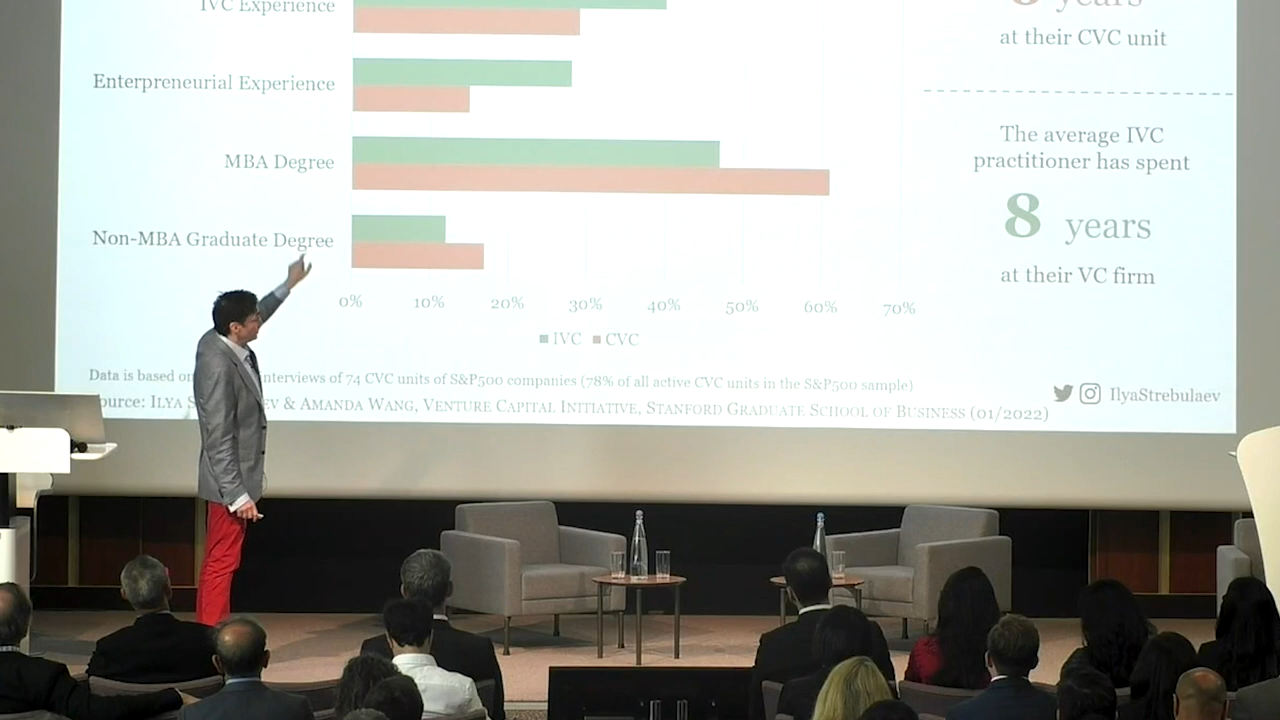 IVC Experience
Enterpreneurial Experience
MBA Degree
Non-MBA Graduate Degree
0% 10% 20% 30% 40% 50% 60% 70%
IVC CVC
years
at their CVC unit
The average IVC
practitioner has spent
8 years
at their VC firm
Data is based on interviews of 74 CVC units of S&P500 companies (78% of all active CVC units in the S&P500 sample)
ource: ILYA S EV & AMANDA WANG, VENTURE CAPITAL INITIATIVE, STANFORD GRADUATE SCHOOL OF BUSINESS (01/2022)
IlyaStrebulaev